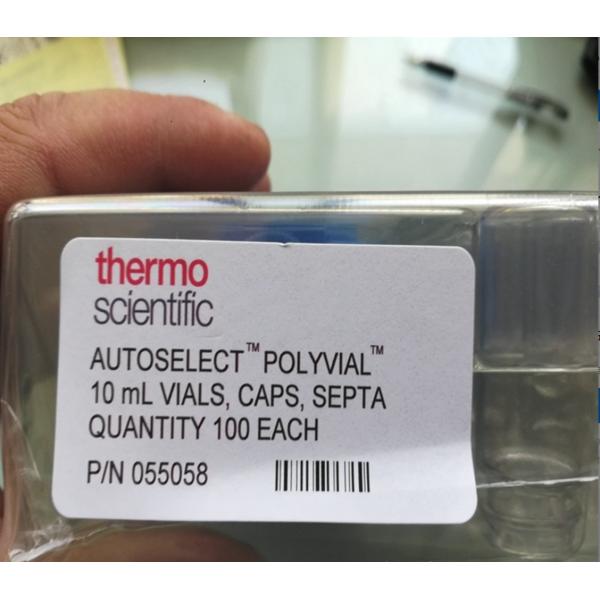 thermo
scientific
AUTOSELECT™ POLYVIAL™
10 mL VIALS, CAPS, SEPTA
QUANTITY 100 EACH
P/N 055058